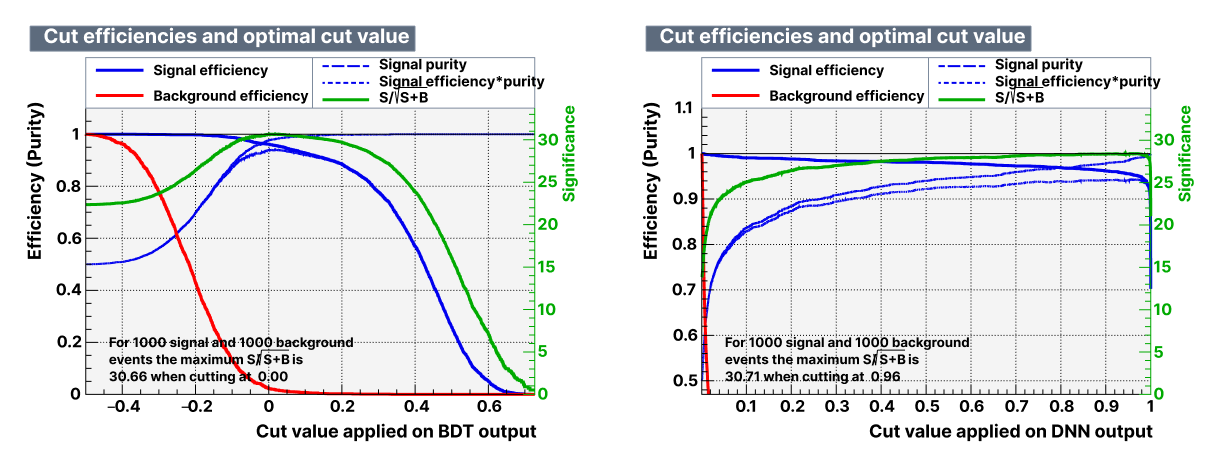 Cut efficiencies and optimal cut value
Signal efficiency
Background efficiency
Signal purity
Signal efficiency*purity
S/√S+B
Efficiency (Purity)
1
0.8
0.6
0.4
0.2
0
Significance
30
25
20
15
10
5
0
For 1000 signal and 1000 background
events the maximum S/√S+B is
30.66 when cutting at 0.00
−0.4 −0.2 0 0.2 0.4 0.6
Cut value applied on BDT output
Cut efficiencies and optimal cut value
Signal efficiency
Background efficiency
Signal purity
Signal efficiency*purity
S/√S+B
Efficiency (Purity)
1.1
1
0.9
0.8
0.7
0.6
0.5
Significance
30
25
20
15
10
5
0
For 1000 signal and 1000 background
events the maximum S/√S+B is
30.71 when cutting at 0.96
0.1 0.2 0.3 0.4 0.5 0.6 0.7 0.8 0.9 1
Cut value applied on DNN output